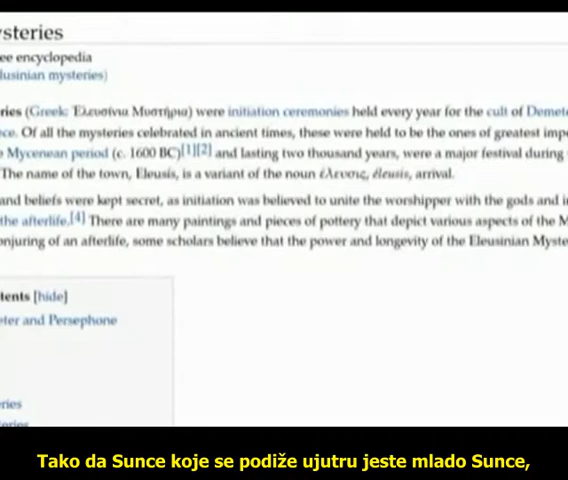 ysteries
ee encyclopedia
lusinian mysteries)
ries (Greek: Ἐλευσίνια Μυστήρια) were initiation ceremonies held every year for the cult of Demete
ce. Of all the mysteries celebrated in ancient times, these were held to be the ones of greatest imp
Mycenean period (c. 1600 BC)[1][2] and lasting two thousand years, were a major festival during
The name of the town, Eleusís, is a variant of the noun έλευσις, éleusis, arrival.
and beliefs were kept secret, as initiation was believed to unite the worshipper with the gods and i
the afterlife.[4] There are many paintings and pieces of pottery that depict various aspects of the M
onjuring of an afterlife, some scholars believe that the power and longevity of the Eleusinian Myste
tents [hide]
eter and Persephone
ries
teries
Tako da Sunce koje se podiže ujutru jeste mlado Sunce,